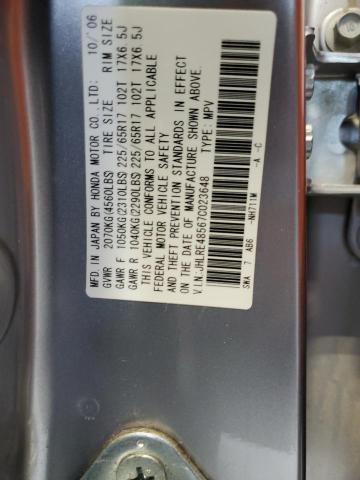 MFD. IN JAPAN BY HONDA MOTOR CO., LTD. 10/'06
GVWR 2070KG(4560LBS) TIRE SIZE RIM SIZE
GAWR F 1050KG(2310LBS) 225/65R17 102T 17X6.5J
GAWR R 1040KG(2290LBS) 225/65R17 102T 17X6.5J
THIS VEHICLE CONFORMS TO ALL APPLICABLE
FEDERAL MOTOR VEHICLE SAFETY
AND THEFT PREVENTION STANDARDS IN EFFECT
ON THE DATE OF MANUFACTURE SHOWN ABOVE.
V.I.N. JHLRE48567C023648 TYPE: MPV
SWA 7 AB6 -NH711M -A -C